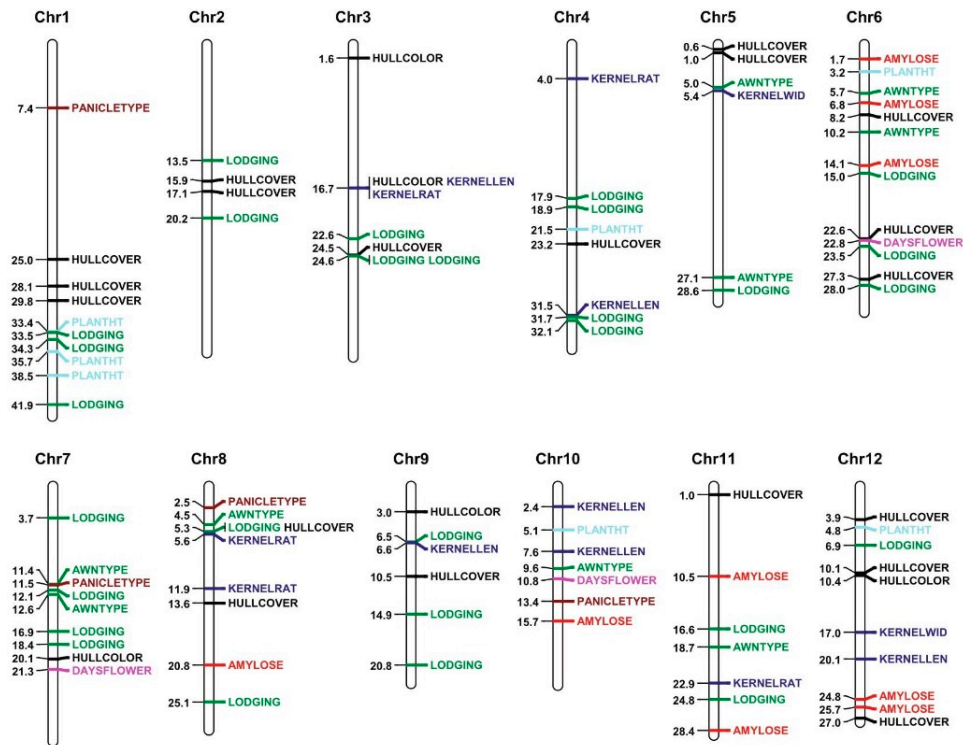 Chr1
7.4 PANICLETYPE
25.0 HULLCOVER
28.1 HULLCOVER
29.8 HULLCOVER
33.4 PLANTHT
33.5 LODGING
34.3 LODGING
35.7 PLANTHT
38.5 PLANTHT
41.9 LODGING
Chr2
13.5 LODGING
15.9 HULLCOVER
17.1 HULLCOVER
20.2 LODGING
Chr3
1.6 HULLCOLOR
16.7 HULLCOLOR KERNELLEN
KERNELRAT
22.6 LODGING
24.5 HULLCOVER
24.6 LODGING LODGING
Chr4
4.0 KERNELRAT
17.9 LODGING
18.9 LODGING
21.5 PLANTHT
23.2 HULLCOVER
31.5 KERNELLEN
31.7 LODGING
32.1 LODGING
Chr5
0.6 HULLCOVER
1.0 HULLCOVER
5.0 AWNTYPE
5.4 KERNELWID
27.1 AWNTYPE
28.6 LODGING
Chr6
1.7 AMYLOSE
3.2 PLANTHT
5.7 AWNTYPE
6.8 AMYLOSE
8.2 HULLCOVER
10.2 AWNTYPE
14.1 AMYLOSE
15.0 LODGING
22.6 HULLCOVER
22.8 DAYSFLOWER
23.5 LODGING
27.3 HULLCOVER
28.0 LODGING
Chr7
3.7 LODGING
11.4 AWNTYPE
11.5 PANICLETYPE
12.1 LODGING
12.6 AWNTYPE
16.9 LODGING
18.4 LODGING
20.1 HULLCOLOR
21.3 DAYSFLOWER
Chr8
2.5 PANICLETYPE
4.5 AWNTYPE
5.3 LODGING HULLCOVER
5.6 KERNELRAT
11.9 KERNELRAT
13.6 HULLCOVER
20.8 AMYLOSE
25.1 LODGING
Chr9
3.0 HULLCOLOR
6.5 LODGING
6.6 KERNELLEN
10.5 HULLCOVER
14.9 LODGING
20.8 LODGING
Chr10
2.4 KERNELLEN
5.1 PLANTHT
7.6 KERNELLEN
9.6 AWNTYPE
10.8 DAYSFLOWER
13.4 PANICLETYPE
15.7 AMYLOSE
Chr11
1.0 HULLCOVER
10.5 AMYLOSE
16.6 LODGING
18.7 AWNTYPE
22.9 KERNELRAT
24.8 LODGING
28.4 AMYLOSE
Chr12
3.9 HULLCOVER
4.8 PLANTHT
6.9 LODGING
10.1 HULLCOVER
10.4 HULLCOLOR
17.0 KERNELWID
20.1 KERNELLEN
24.8 AMYLOSE
25.7 AMYLOSE
27.0 HULLCOVER